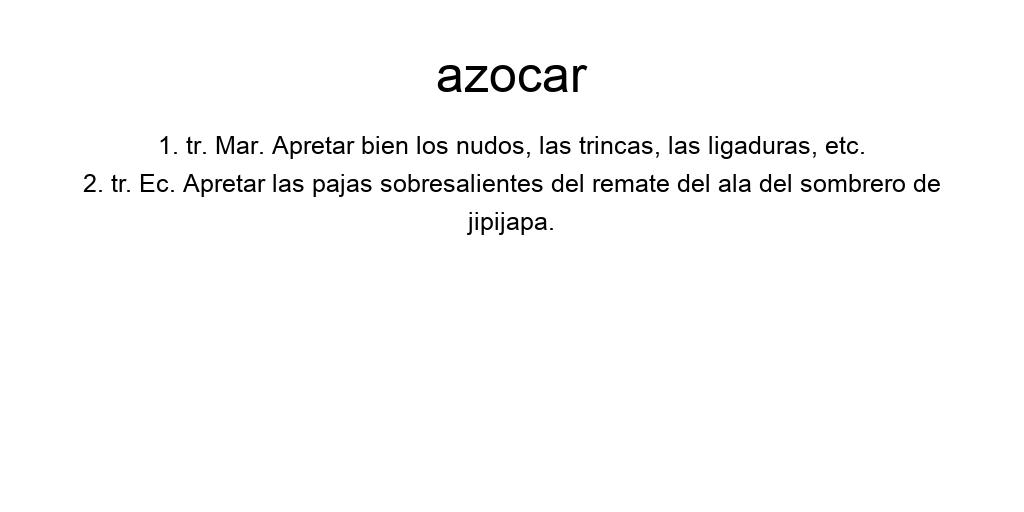 azocar
1. tr. Mar. Apretar bien los nudos, las trincas, las ligaduras, etc.
2. tr. Ec. Apretar las pajas sobresalientes del remate del ala del sombrero de
jipijapa.